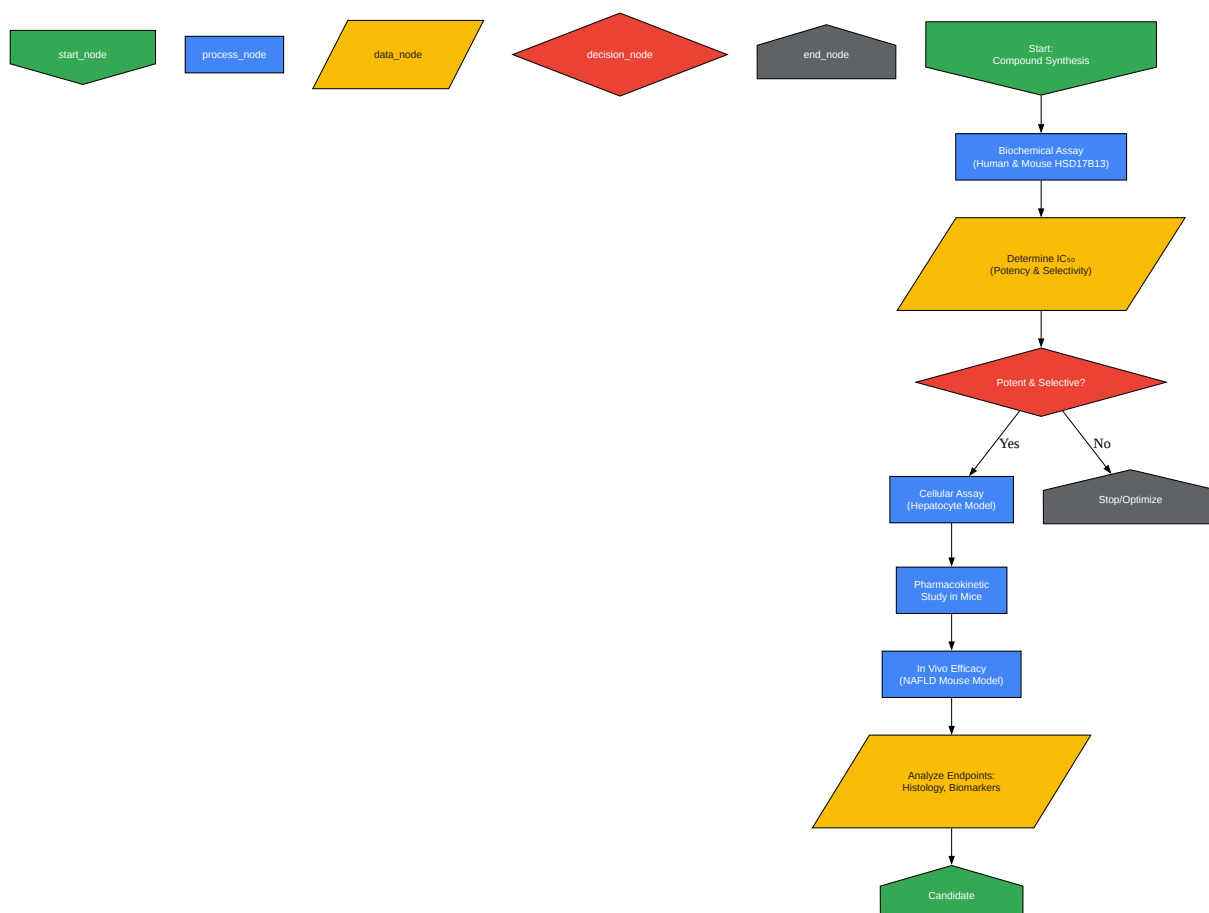 start_node
process_node
data_node
decision_node
end_node
Start:
Compound Synthesis
Biochemical Assay
(Human & Mouse HSD17B13)
Determine IC₅₀
(Potency & Selectivity)
Potent & Selective?
Yes
No
Cellular Assay
(Hepatocyte Model)
Stop/Optimize
Pharmacokinetic
Study in Mice
In Vivo Efficacy
(NAFLD Mouse Model)
Analyze Endpoints:
Histology, Biomarkers
Candidate